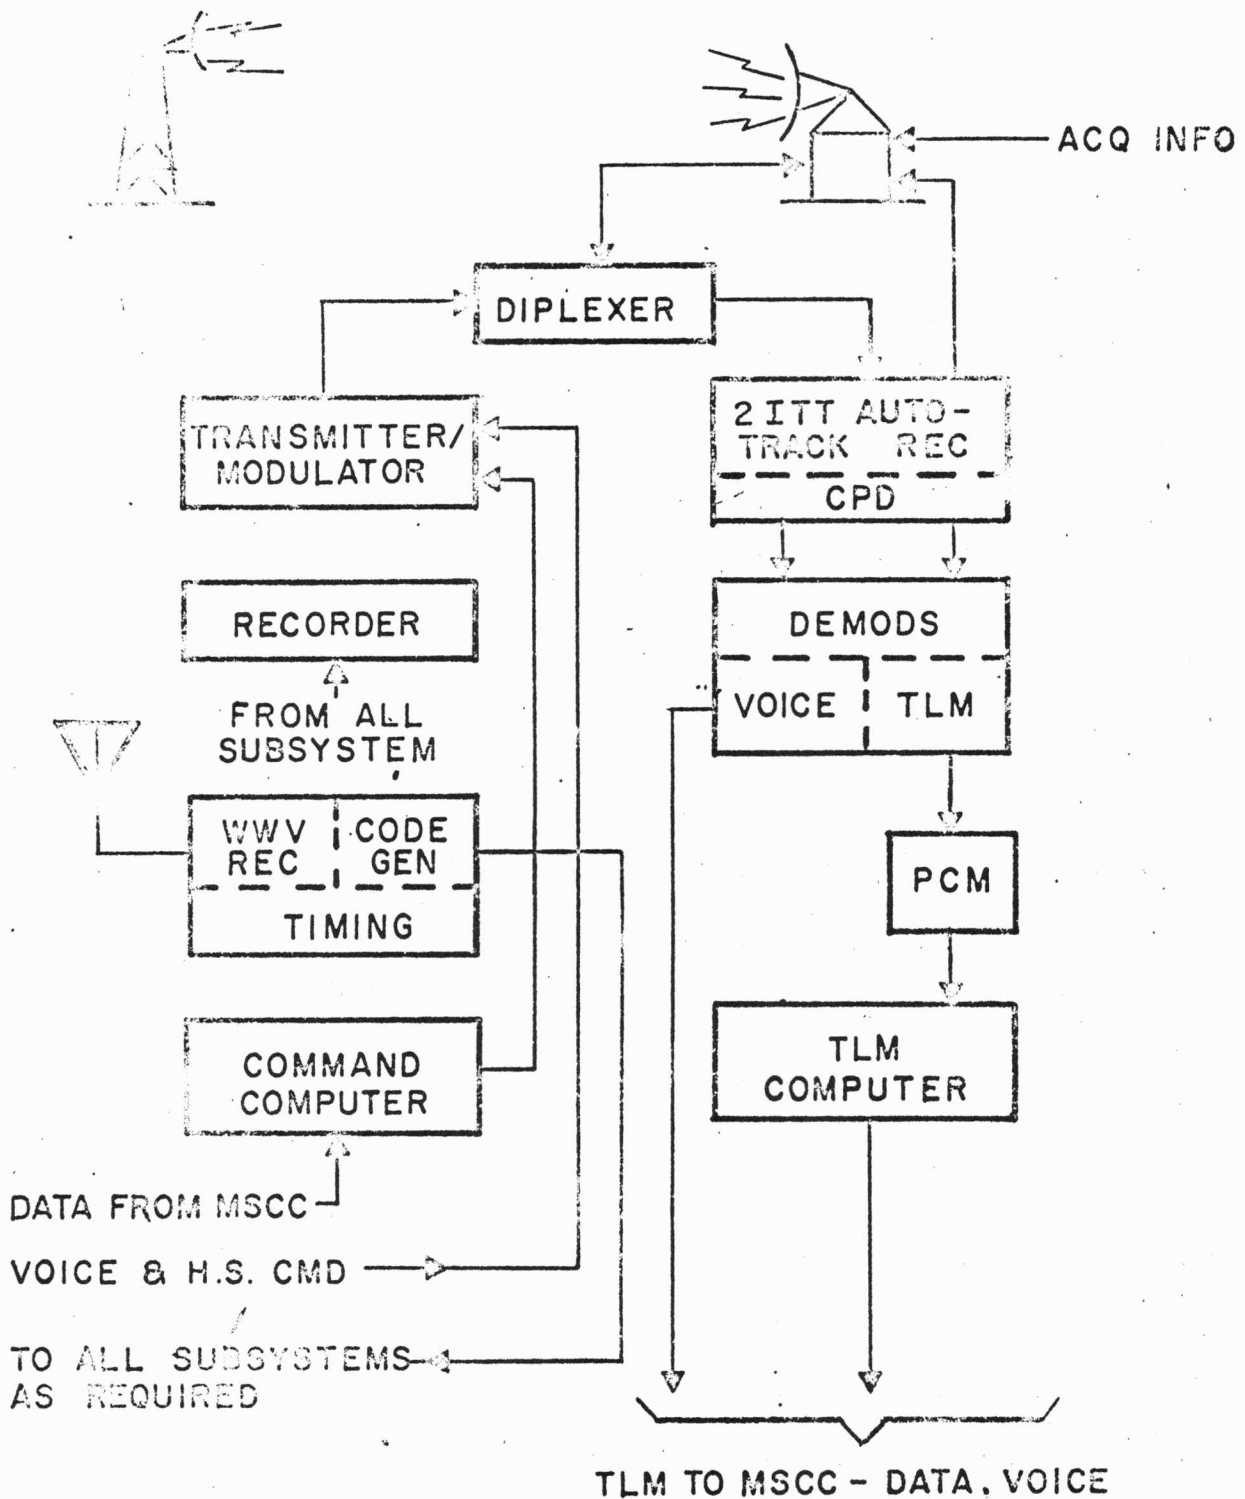 ACQ INFO
DIPLEXER
TRANSMITTER/
MODULATOR
2 ITT AUTO-
TRACK REC
CPD
RECORDER
DEMODS
FROM ALL
SUBSYSTEM
VOICE
TLM
WWV
REC
CODE
GEN
TIMING
PCM
COMMAND
COMPUTER
TLM
COMPUTER
DATA FROM MSCC
VOICE & H.S. CMD
TO ALL SUBSYSTEMS
AS REQUIRED
TLM TO MSCC - DATA, VOICE